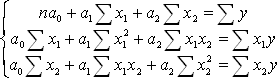 na₀ + a₁∑x₁ + a₂∑x₂ = ∑y
a₀∑x₁ + a₁∑x₁² + a₂∑x₁x₂ = ∑x₁y
a₀∑x₂ + a₁∑x₁x₂ + a₂∑x₂² = ∑x₂y